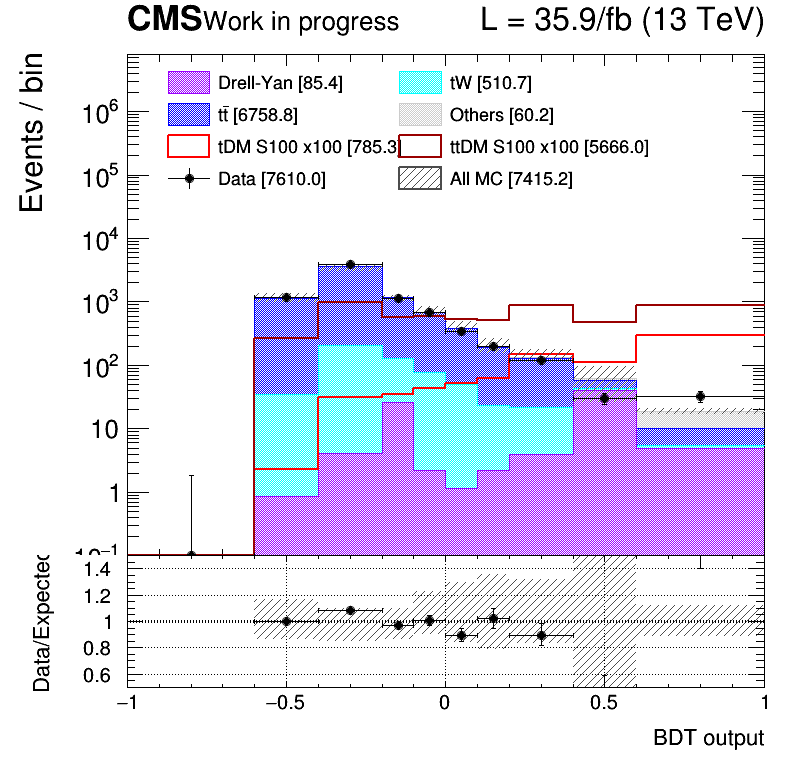 CMS Work in progress L = 35.9/fb (13 TeV)
Events / bin
Drell-Yan [85.4] tW [510.7]
tt̄ [6758.8] Others [60.2]
tDM S100 x100 [785.3] ttDM S100 x100 [5666.0]
Data [7610.0] All MC [7415.2]
10⁶
10⁵
10⁴
10³
10²
10
1
10⁻¹
Data/Expected
1.4
1.2
1
0.8
0.6
−1 −0.5 0 0.5 1
BDT output